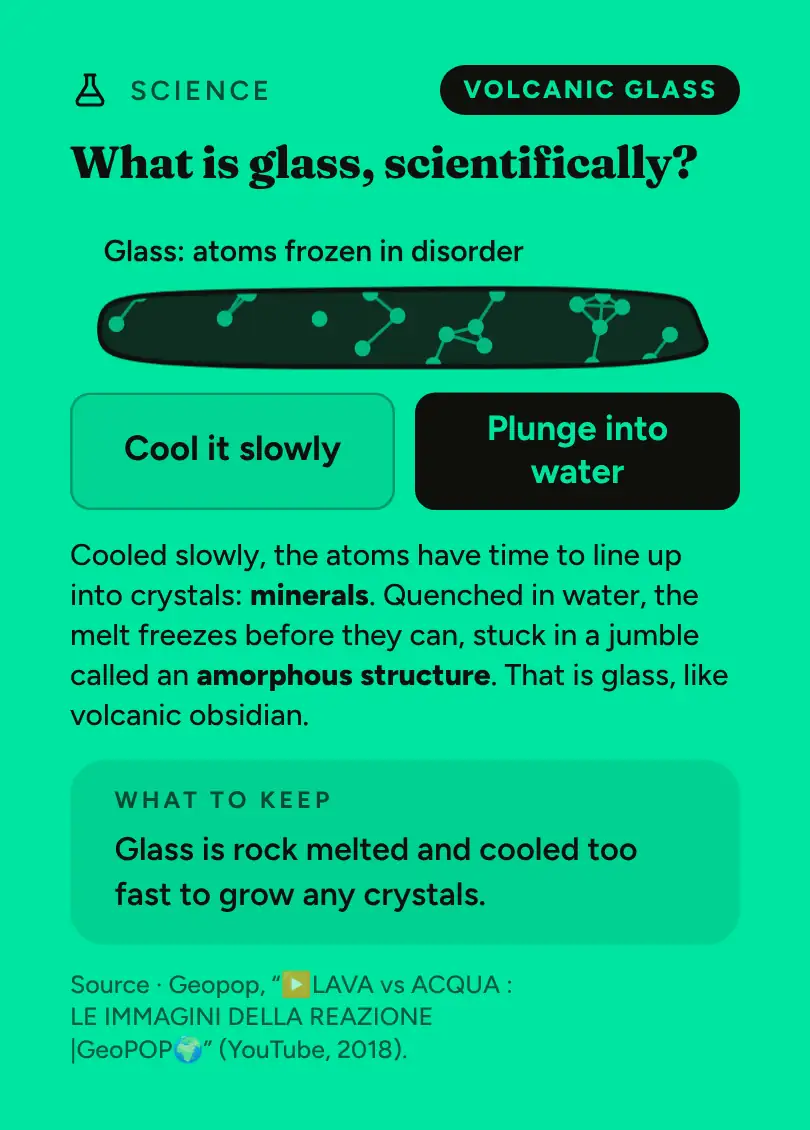 SCIENCE
VOLCANIC GLASS
What is glass, scientifically?
Glass: atoms frozen in disorder
Cool it slowly
Plunge into
water
Cooled slowly, the atoms have time to line up
into crystals: minerals. Quenched in water, the
melt freezes before they can, stuck in a jumble
called an amorphous structure. That is glass, like
volcanic obsidian.
WHAT TO KEEP
Glass is rock melted and cooled too
fast to grow any crystals.
Source · Geopop, “▶️LAVA vs ACQUA :
LE IMMAGINI DELLA REAZIONE
|GeoPOP🌍” (YouTube, 2018).